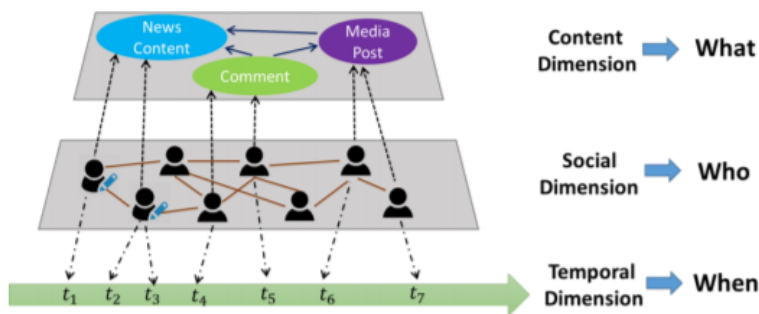 News
Content
Media
Post
Comment
Content
Dimension
What
Social
Dimension
Who
t₁ t₂ t₃ t₄ t₅ t₆ t₇
Temporal
Dimension
When